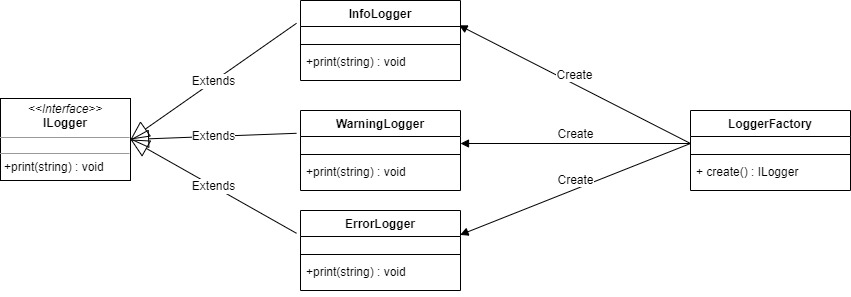 InfoLogger
+print(string) : void
Extends
Create
<<Interface>>
ILogger
+print(string) : void
WarningLogger
+print(string) : void
Extends
Create
LoggerFactory
+ create() : ILogger
Extends
Create
ErrorLogger
+print(string) : void